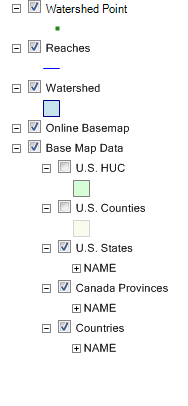 Watershed Point
Reaches
Watershed
Online Basemap
Base Map Data
U.S. HUC
U.S. Counties
U.S. States
NAME
Canada Provinces
NAME
Countries
NAME